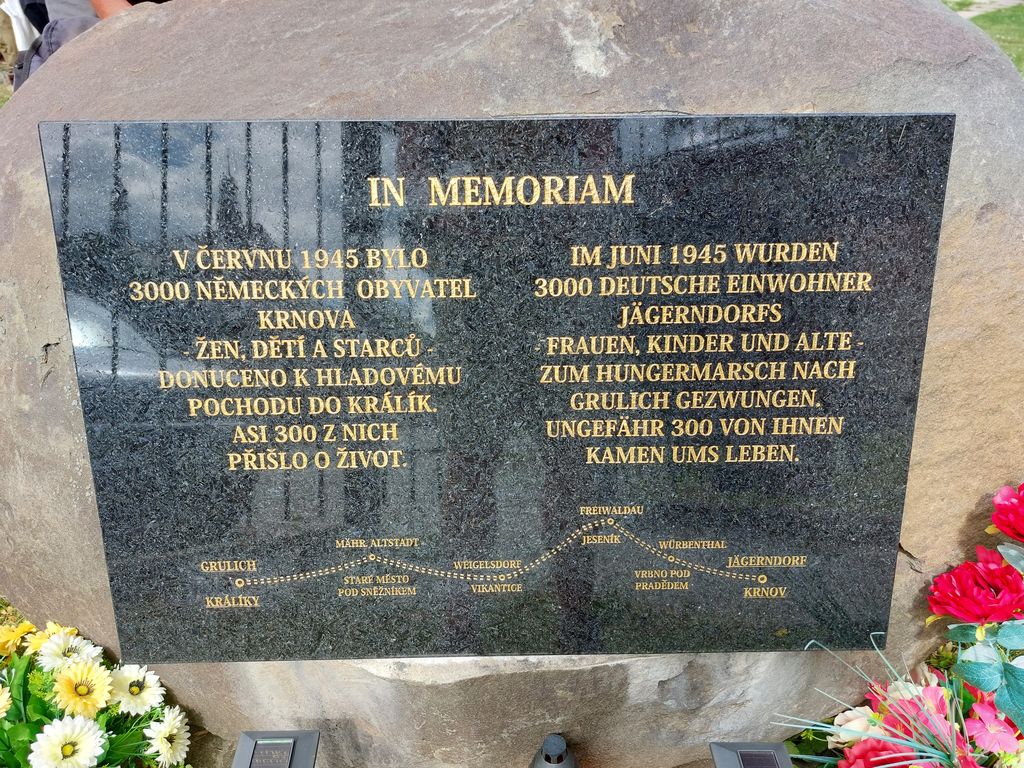 IN MEMORIAM
V ČERVNU 1945 BYLO
3000 NĚMECKÝCH OBYVATEL
KRNOVA
- ŽEN, DĚTÍ A STARCŮ -
DONUCENO K HLADOVÉMU
POCHODU DO KRÁLÍK.
ASI 300 Z NICH
PŘIŠLO O ŽIVOT.
IM JUNI 1945 WURDEN
3000 DEUTSCHE EINWOHNER
JÄGERNDORFS
- FRAUEN, KINDER UND ALTE -
ZUM HUNGERMARSCH NACH
GRULICH GEZWUNGEN.
UNGEFÄHR 300 VON IHNEN
KAMEN UMS LEBEN.
GRULICH
KRÁLÍKY
MÄHR. ALTSTADT
STARÉ MĚSTO
POD SNĚŽNÍKEM
WEIGELSDORF
VIKANTICE
FREIWALDAU
JESENÍK
WÜRBENTHAL
VRBNO POD
PRADĚDEM
JÄGERNDORF
KRNOV